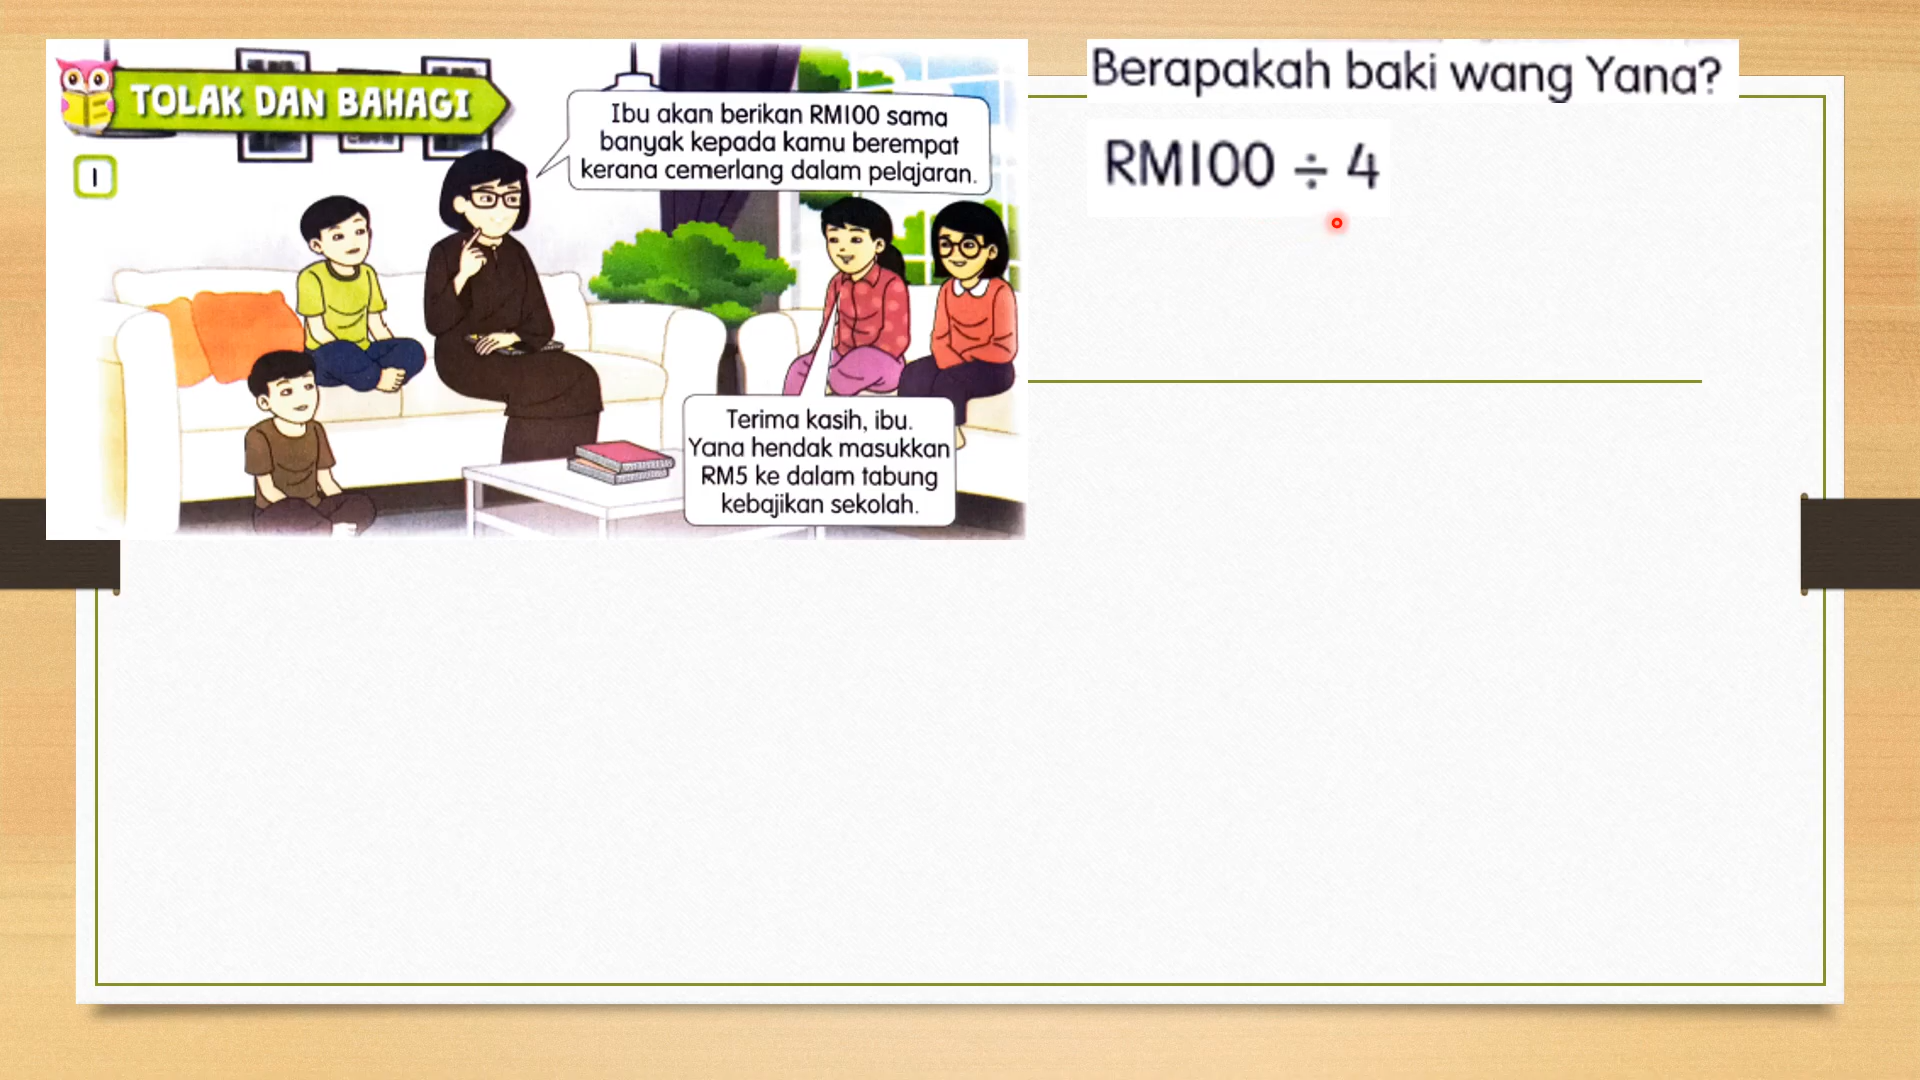 TOLAK DAN BAHAGI
1
Ibu akan berikan RM100 sama
banyak kepada kamu berempat
kerana cemerlang dalam pelajaran.
Terima kasih, ibu.
Yana hendak masukkan
RM5 ke dalam tabung
kebajikan sekolah.
Berapakah baki wang Yana?
RM100 ÷ 4